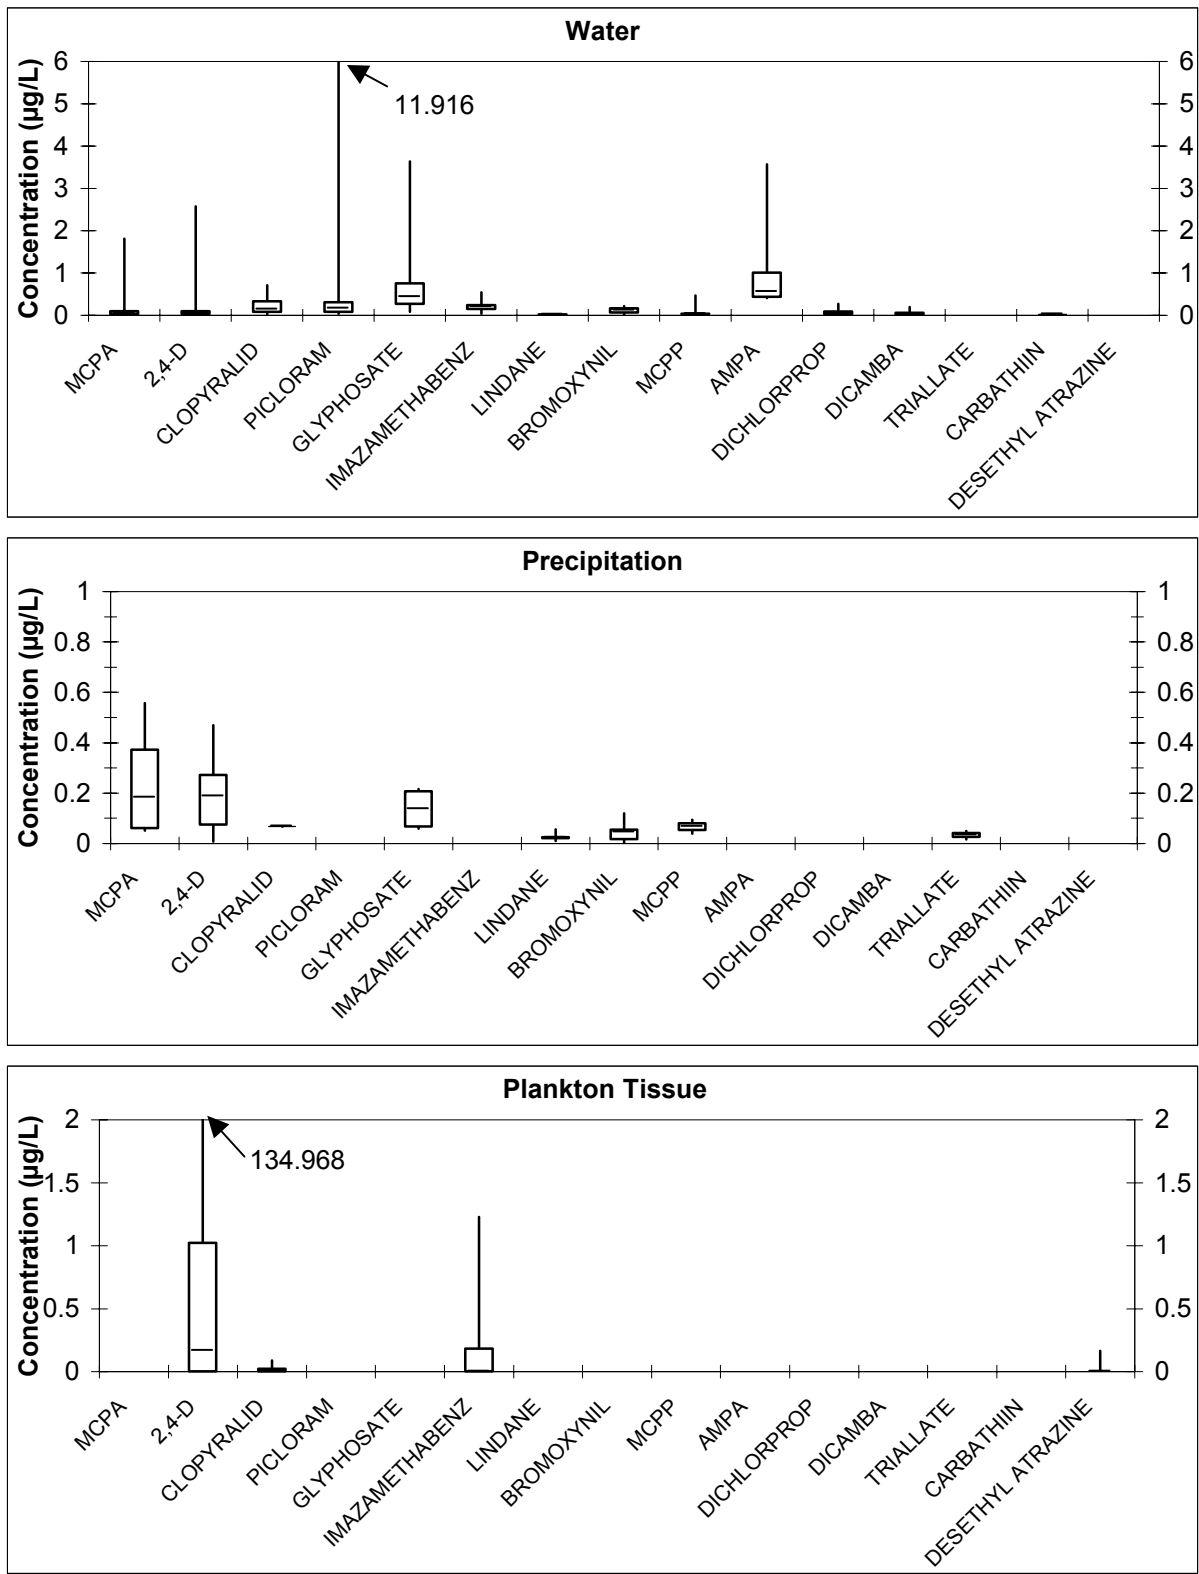 Water
Concentration (µg/L)
6 6
5 5
11.916
4 4
3 3
2 2
1 1
0 0
MCPA
2,4-D
CLOPYRALID
PICLORAM
GLYPHOSATE
IMAZAMETHABENZ
LINDANE
BROMOXYNIL
MCPP
AMPA
DICHLORPROP
DICAMBA
TRIALLATE
CARBATHIIN
DESETHYL ATRAZINE
Precipitation
Concentration (µg/L)
1 1
0.8 0.8
0.6 0.6
0.4 0.4
0.2 0.2
0 0
MCPA
2,4-D
CLOPYRALID
PICLORAM
GLYPHOSATE
IMAZAMETHABENZ
LINDANE
BROMOXYNIL
MCPP
AMPA
DICHLORPROP
DICAMBA
TRIALLATE
CARBATHIIN
DESETHYL ATRAZINE
Plankton Tissue
Concentration (µg/L)
2 2
134.968
1.5 1.5
1 1
0.5 0.5
0 0
MCPA
2,4-D
CLOPYRALID
PICLORAM
GLYPHOSATE
IMAZAMETHABENZ
LINDANE
BROMOXYNIL
MCPP
AMPA
DICHLORPROP
DICAMBA
TRIALLATE
CARBATHIIN
DESETHYL ATRAZINE